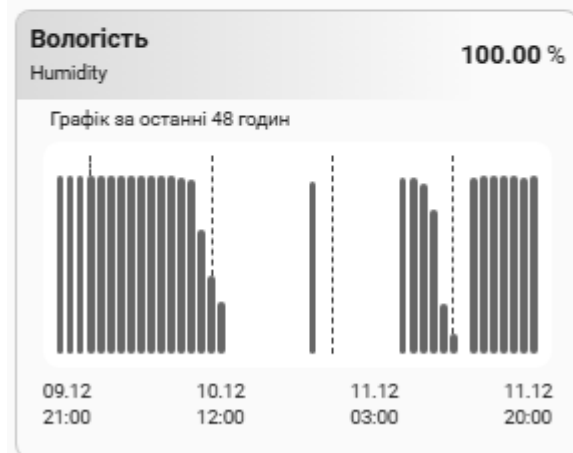 Вологість
Humidity
100.00 %
Графік за останні 48 годин
09.12 10.12 11.12 11.12
21:00 12:00 03:00 20:00